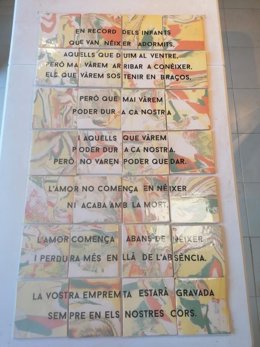 EN RECORD DELS INFANTS
QUE VAN NÉIXER ADORMITS.
AQUELLS QUE DUIM AL VENTRE,
PERÒ MAI VÀREM ARRIBAR A CONÈIXER.
ELS QUE VÀREM SOSTENIR EN BRAÇOS,
PERÒ QUE MAI VÀREM
PODER DUR A CA NOSTRA
I AQUELLS QUE VÀREM
PODER DUR A CA NOSTRA,
PERÒ NO VAREN PODER QUEDAR.
L'AMOR NO COMENÇA EN NÉIXER
NI ACABA AMB LA MORT.
L'AMOR COMENÇA ABANS DE NÉIXER
I PERDURA MÉS EN LLÀ DE L'ABSÈNCIA.
LA VOSTRA EMPREMTA ESTARÀ GRAVADA
SEMPRE EN ELS NOSTRES CORS.